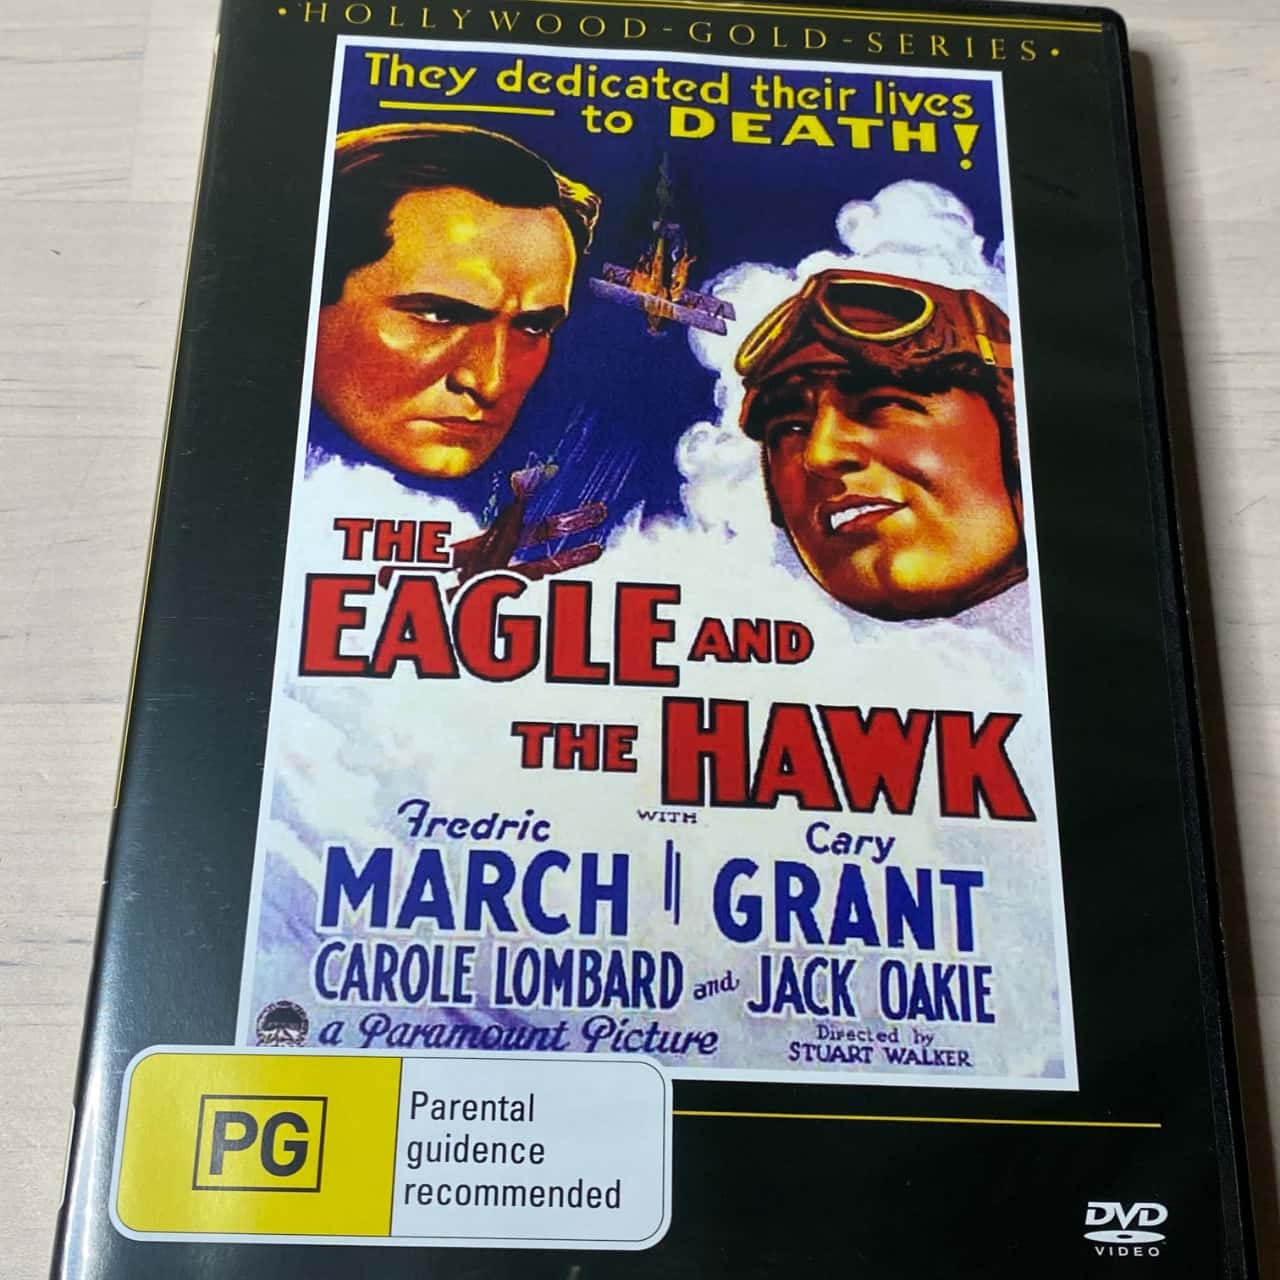 •HOLLYWOOD-GOLD-SERIES•
They dedicated their lives
to DEATH!
THE
EAGLE AND
THE HAWK
WITH
Fredric Cary
MARCH GRANT
CAROLE LOMBARD and JACK OAKIE
a Paramount Picture
Directed by
STUART WALKER
PG
Parental
guidence
recommended
DVD
VIDEO